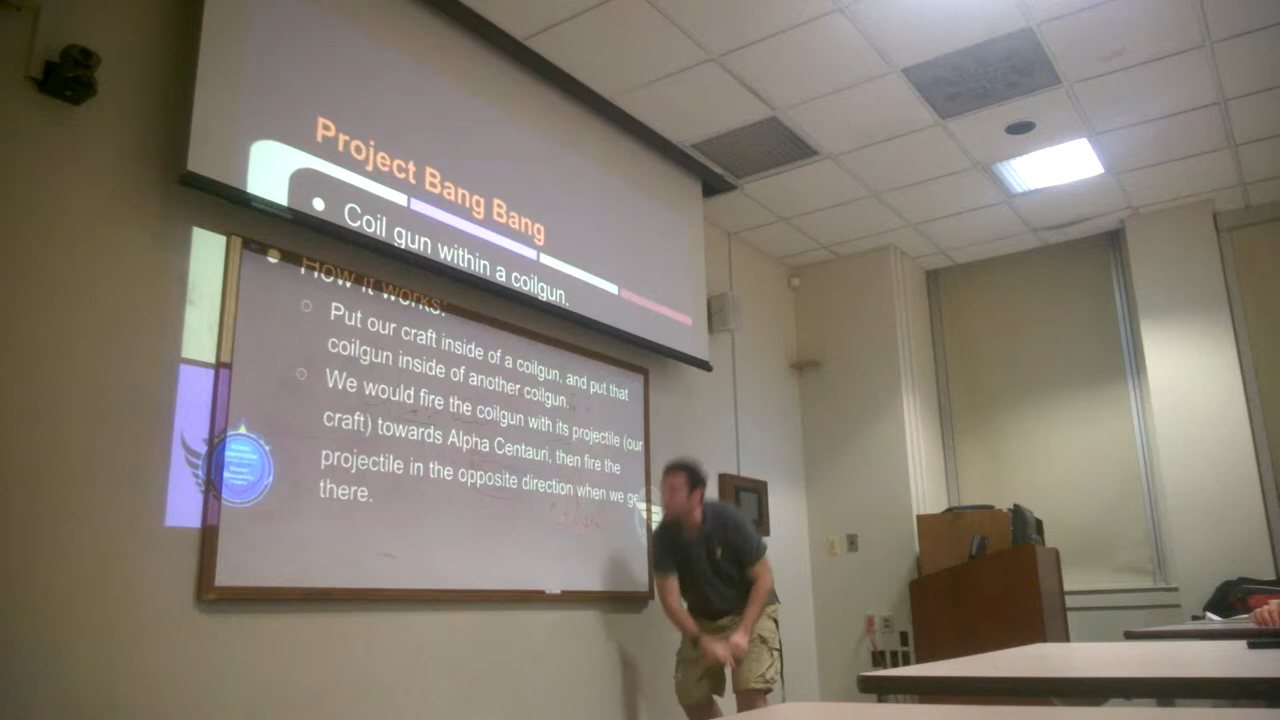 Project Bang Bang
Coil gun within a coilgun.
How it works:
Put our craft inside of a coilgun, and put that
coilgun inside of another coilgun.
We would fire the coilgun with its projectile (our
craft) towards Alpha Centauri, then fire the
projectile in the opposite direction when we
there.